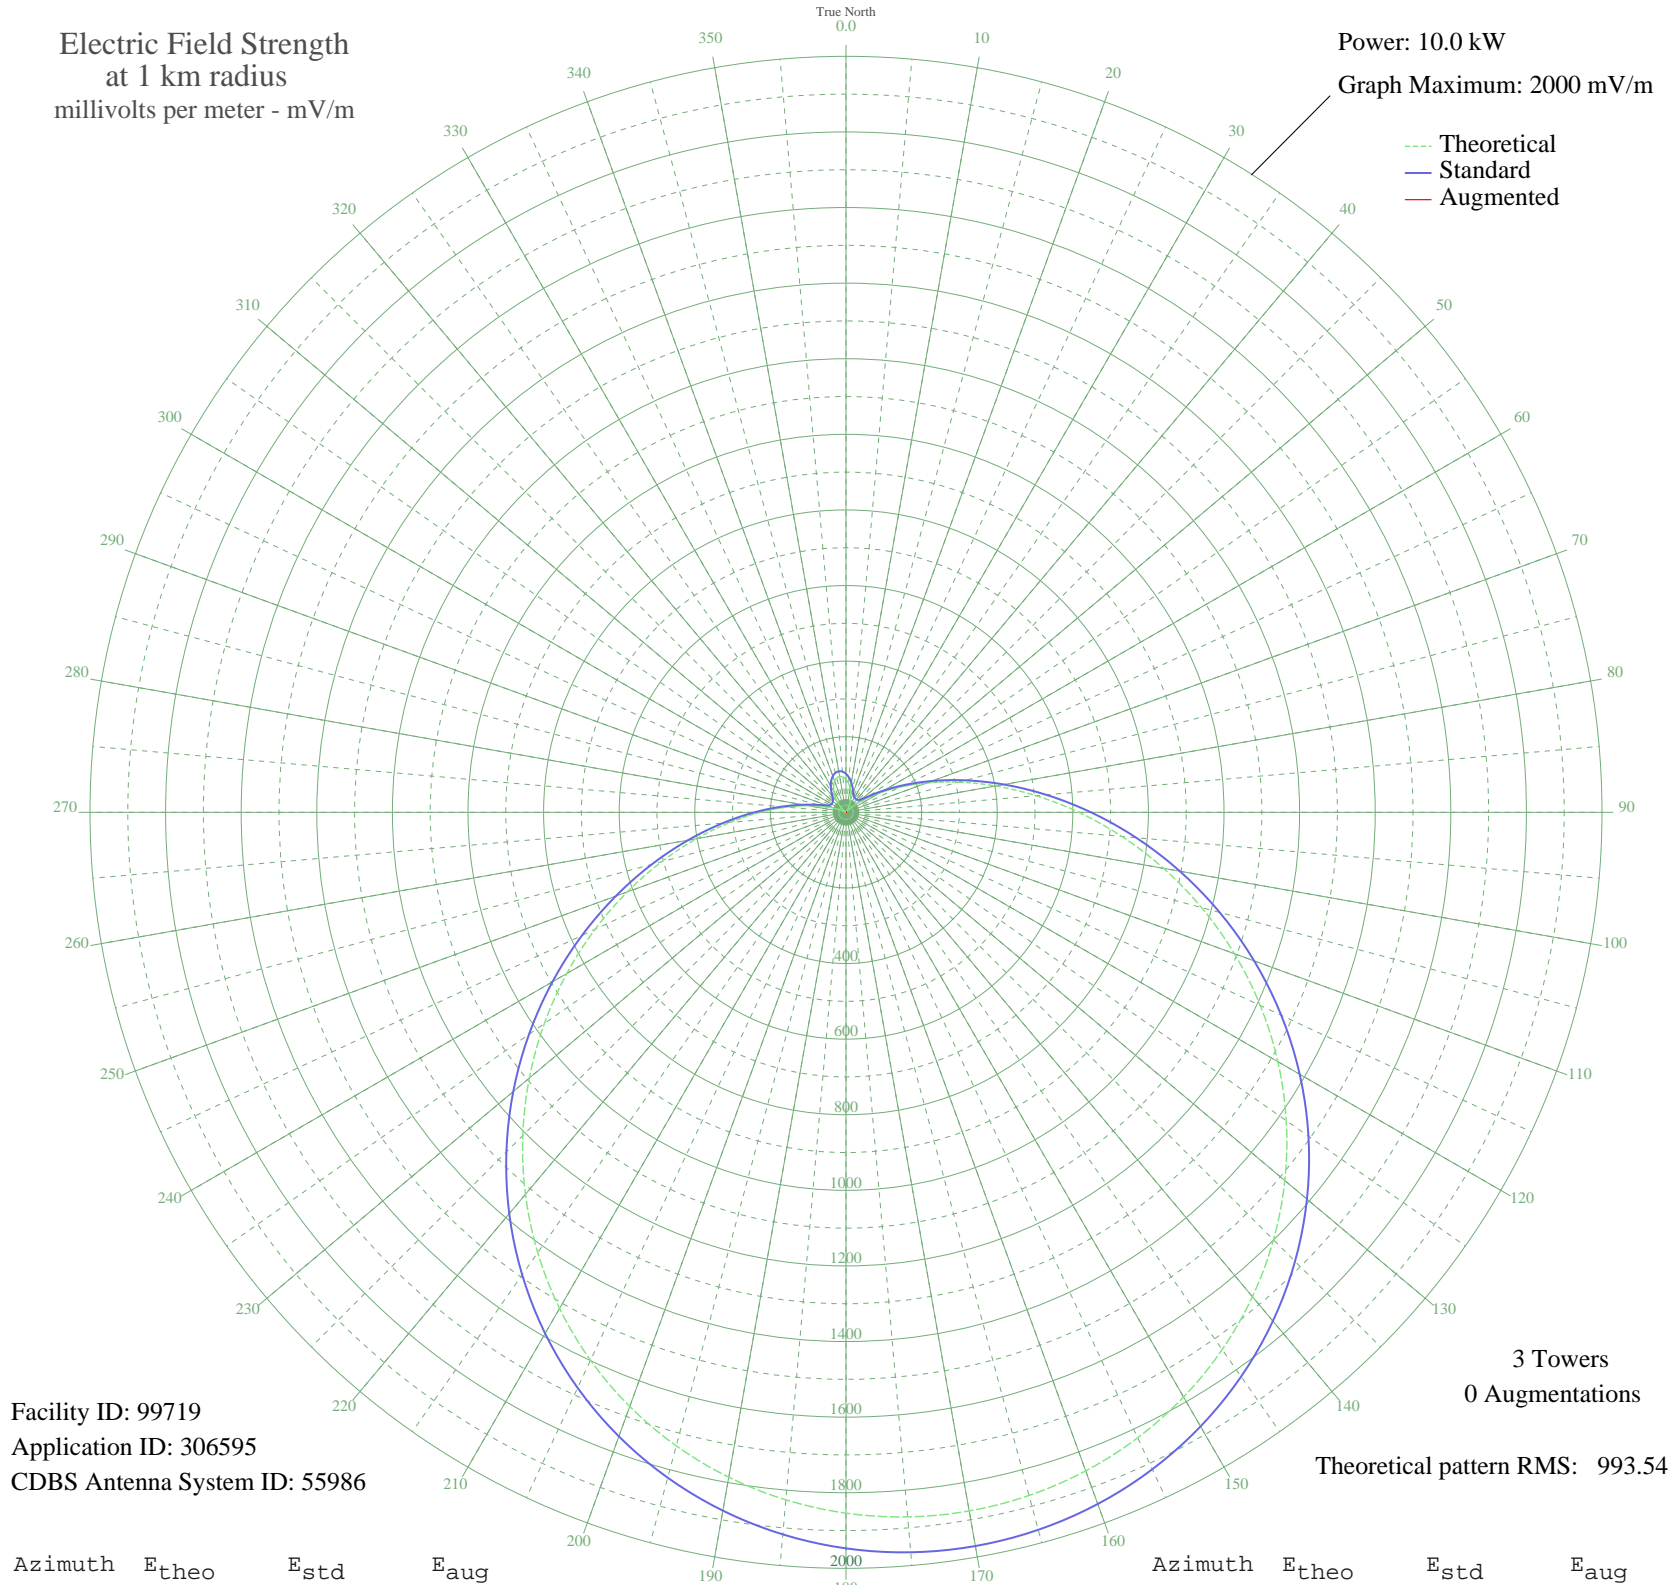 True North
0.0
Electric Field Strength
at 1 km radius
millivolts per meter - mV/m
Power: 10.0 kW
Graph Maximum: 2000 mV/m
Theoretical
Standard
Augmented
350
10
340
20
330
30
320
40
310
50
300
60
290
70
280
80
270
90
260
100
250
110
240
120
230
130
220
140
210
150
200
160
190
170
180
400
600
800
1000
1200
1400
1600
1800
2000
3 Towers
0 Augmentations
Theoretical pattern RMS: 993.54
Facility ID: 99719
Application ID: 306595
CDBS Antenna System ID: 55986
Azimuth Etheo Estd Eaug Azimuth Etheo Estd Eaug